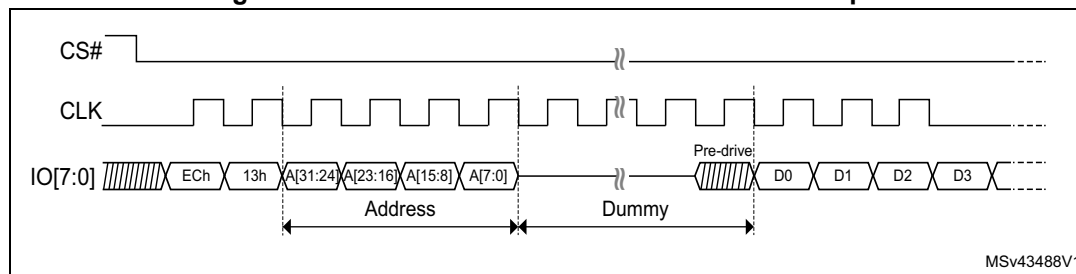 CS#
CLK
Pre-drive
IO[7:0] ECh 13h A[31:24] A[23:16] A[15:8] A[7:0] D0 D1 D2 D3
Address Dummy
MSv43488V1